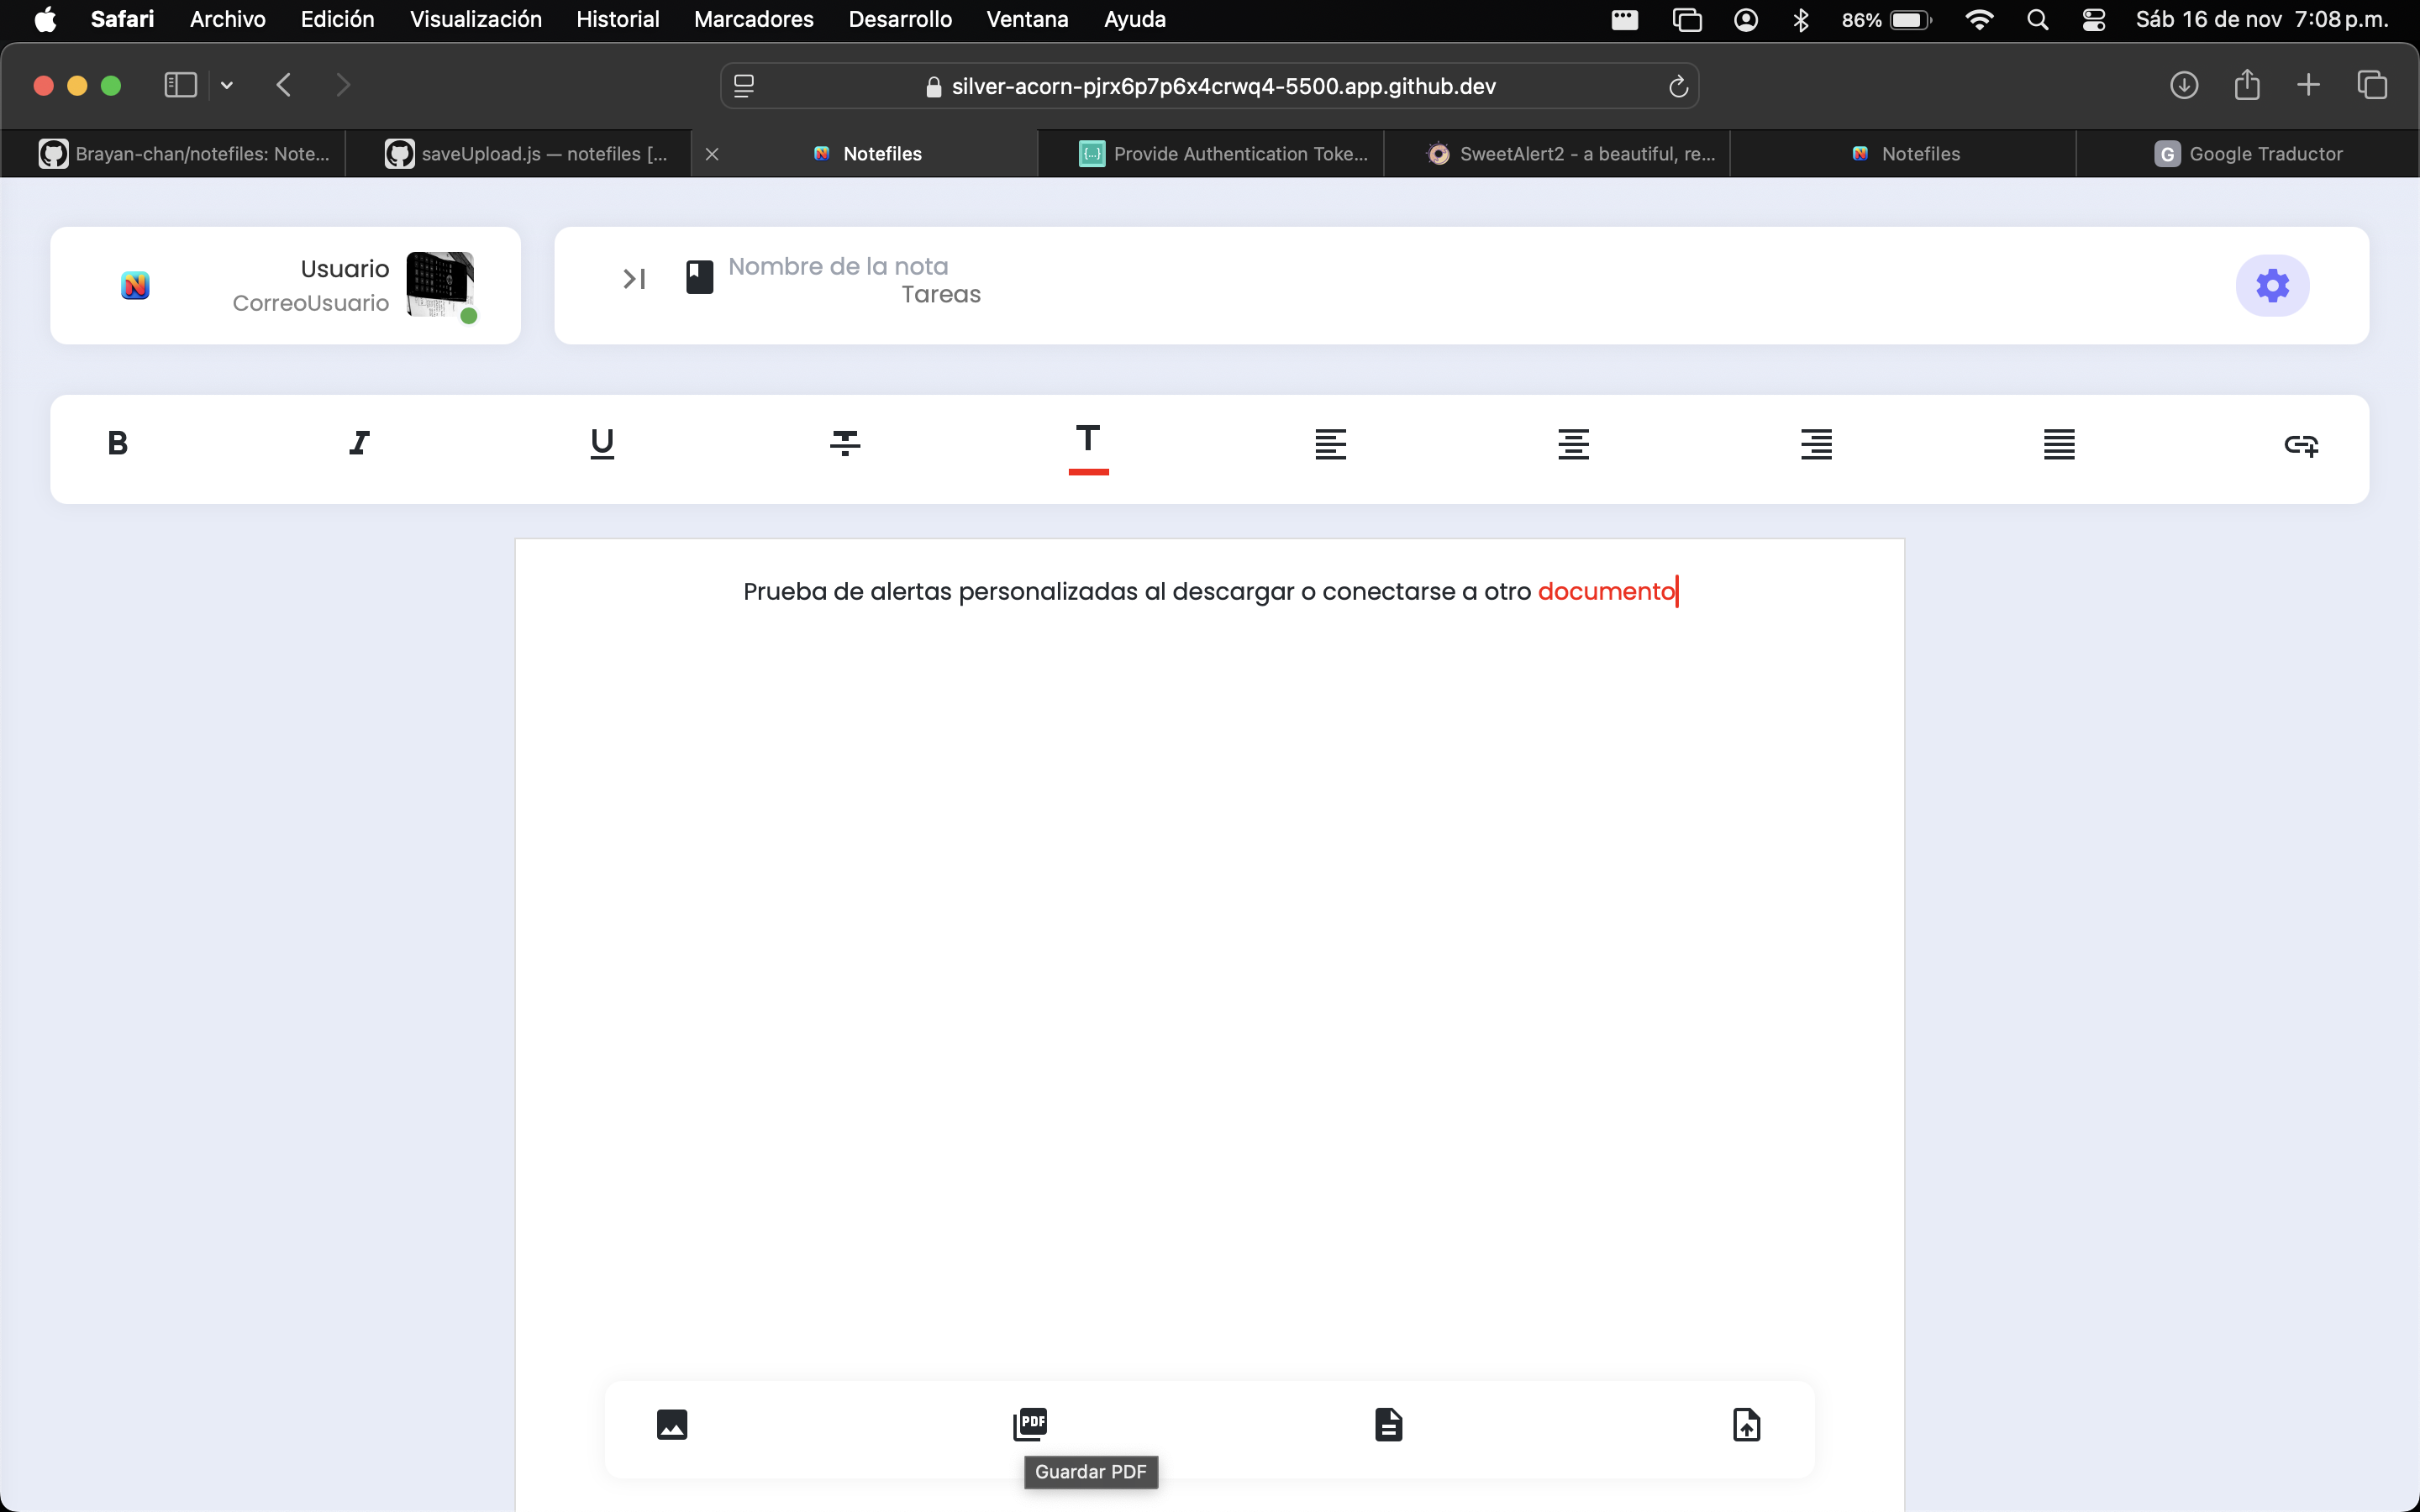 Safari Archivo Edición Visualización Historial Marcadores Desarrollo Ventana Ayuda 86% Sáb 16 de nov 7:08 p.m.
silver-acorn-pjrx6p7p6x4crwq4-5500.app.github.dev
Brayan-chan/notefiles: Note... saveUpload.js — notefiles [... Notefiles Provide Authentication Toke... SweetAlert2 - a beautiful, re... Notefiles G Google Traductor
Usuario
CorreoUsuario
Nombre de la nota
Tareas
B I U T
Prueba de alertas personalizadas al descargar o conectarse a otro documento
PDF
Guardar PDF